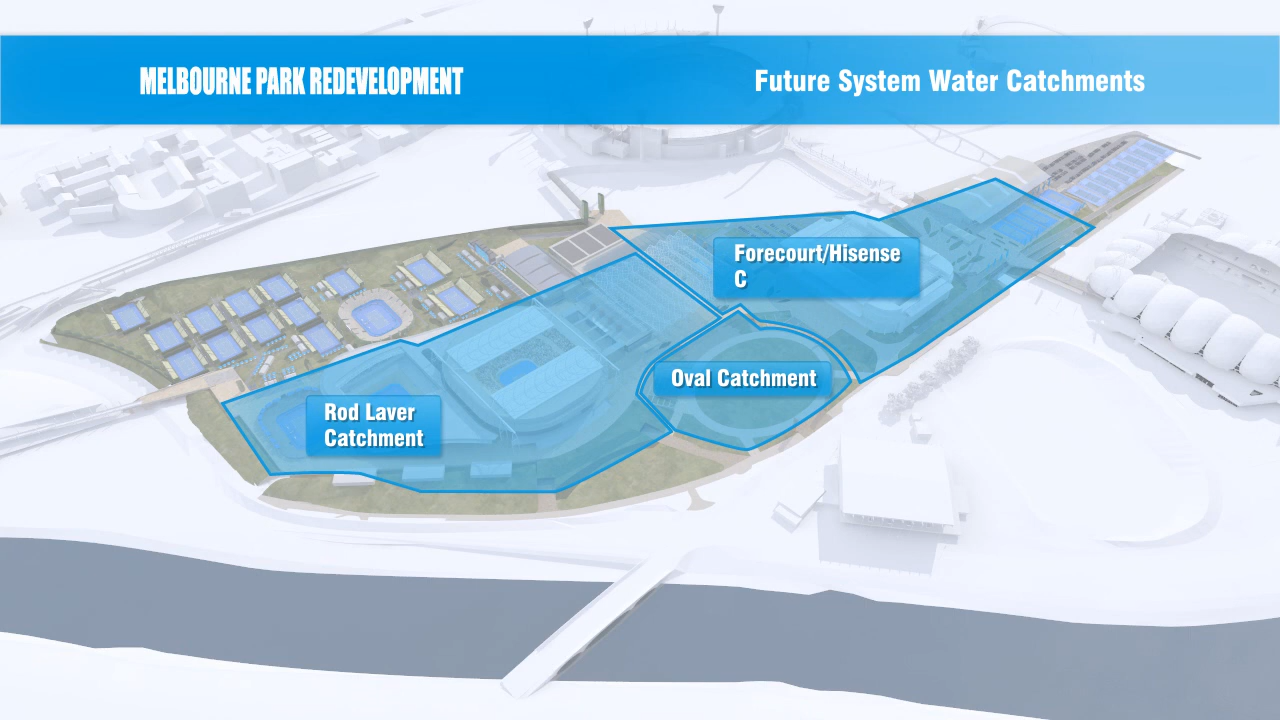 MELBOURNE PARK REDEVELOPMENT
Future System Water Catchments
Forecourt/Hisense
C
Oval Catchment
Rod Laver
Catchment